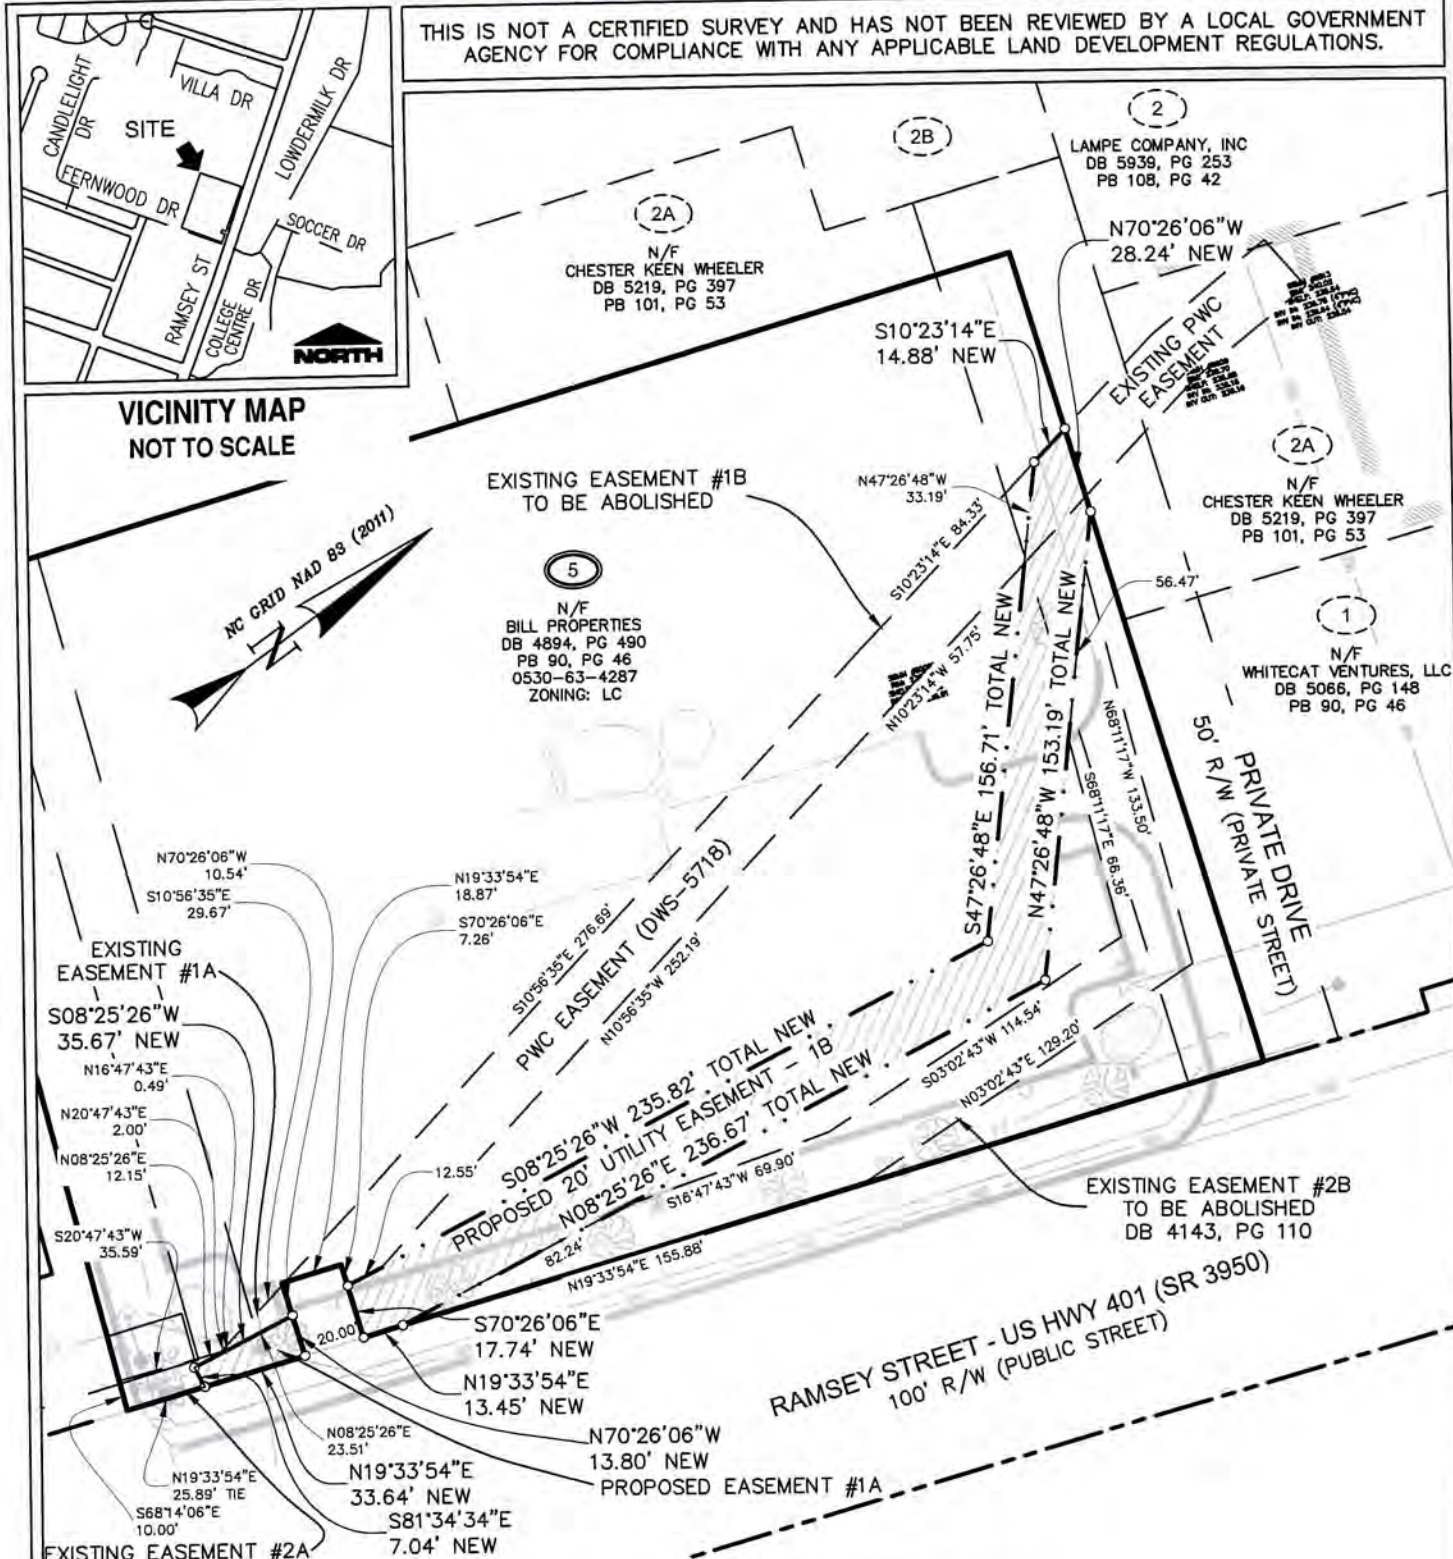 THIS IS NOT A CERTIFIED SURVEY AND HAS NOT BEEN REVIEWED BY A LOCAL GOVERNMENT
AGENCY FOR COMPLIANCE WITH ANY APPLICABLE LAND DEVELOPMENT REGULATIONS.
CANDLELIGHT
DR
VILLA DR
LOWDERMILK DR
SITE
FERNWOOD DR
SOCCER DR
RAMSEY ST
COLLEGE
CENTRE DR
NORTH
VICINITY MAP
NOT TO SCALE
2B
2
LAMPE COMPANY, INC
DB 5939, PG 253
PB 108, PG 42
2A
N/F
CHESTER KEEN WHEELER
DB 5219, PG 397
PB 101, PG 53
N70°26'06"W
28.24' NEW
S10°23'14"E
14.88' NEW
EXISTING PWC
EASEMENT
2A
N/F
CHESTER KEEN WHEELER
DB 5219, PG 397
PB 101, PG 53
EXISTING EASEMENT #1B
TO BE ABOLISHED
N47°26'48"W
33.19'
S10°23'14"E 84.33'
N10°23'14"W 57.75'
NC GRID NAD 83 (2011)
N
5
N/F
BILL PROPERTIES
DB 4894, PG 490
PB 90, PG 46
0530-63-4287
ZONING: LC
56.47'
1
N/F
WHITECAT VENTURES, LLC
DB 5066, PG 148
PB 90, PG 46
S47°26'48"E 156.71' TOTAL NEW
N47°26'48"W 153.19' TOTAL NEW
N68°11'17"W 133.50'
S68°11'17"E 66.36'
PRIVATE DRIVE
50' R/W (PRIVATE STREET)
N70°26'06"W
10.54'
S10°56'35"E
29.67'
N19°33'54"E
18.87'
S70°26'06"E
7.26'
S10°56'35"E 276.69'
PWC EASEMENT (DWS-5718)
N10°56'35"W 252.19'
EXISTING
EASEMENT #1A
S08°25'26"W
35.67' NEW
N16°47'43"E
0.49'
N20°47'43"E
2.00'
N08°25'26"E
12.15'
S20°47'43"W
35.59'
12.55'
S08°25'26"W 235.82' TOTAL NEW
PROPOSED 20' UTILITY EASEMENT - 1B
N08°25'26"E 236.67' TOTAL NEW
S03°02'43"W 114.54'
N03°02'43"E 129.20'
S16°47'43"W 69.90'
82.24'
N19°33'54"E 155.88'
EXISTING EASEMENT #2B
TO BE ABOLISHED
DB 4143, PG 110
20.00'
S70°26'06"E
17.74' NEW
N19°33'54"E
13.45' NEW
RAMSEY STREET - US HWY 401 (SR 3950)
100' R/W (PUBLIC STREET)
N70°26'06"W
13.80' NEW
PROPOSED EASEMENT #1A
N08°25'26"E
23.51'
N19°33'54"E
33.64' NEW
N19°33'54"E
25.89' TIE
S68°14'06"E
10.00'
S81°34'34"E
7.04' NEW
EXISTING EASEMENT #2A